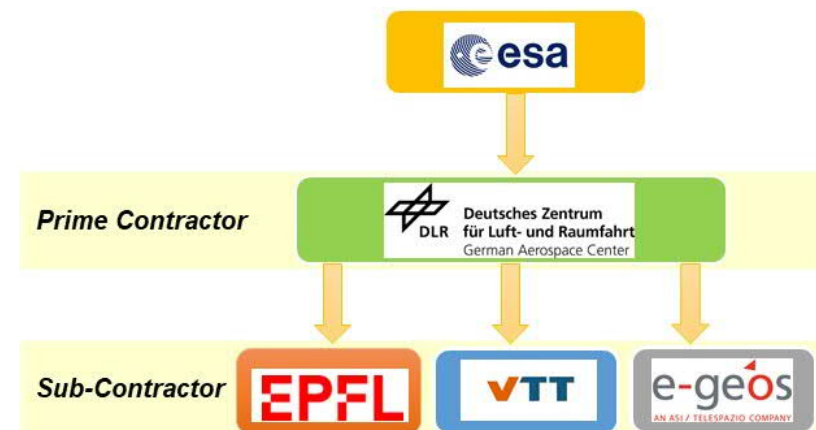 esa
Prime Contractor
DLR
Deutsches Zentrum
für Luft- und Raumfahrt
German Aerospace Center
Sub-Contractor
EPFL
VTT
e-geos
AN ASI / TELESPAZIO COMPANY